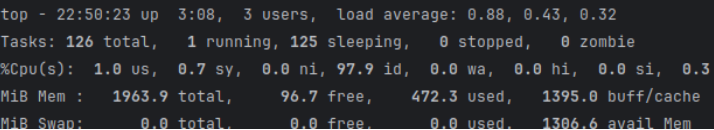 top - 22:50:23 up  3:08,  3 users,  load average: 0.88, 0.43, 0.32
Tasks: 126 total,   1 running, 125 sleeping,   0 stopped,   0 zombie
%Cpu(s):  1.0 us,  0.7 sy,  0.0 ni, 97.9 id,  0.0 wa,  0.0 hi,  0.0 si,  0.3
MiB Mem :   1963.9 total,     96.7 free,    472.3 used,   1395.0 buff/cache
MiB Swap:      0.0 total,      0.0 free,      0.0 used,   1306.6 avail Mem